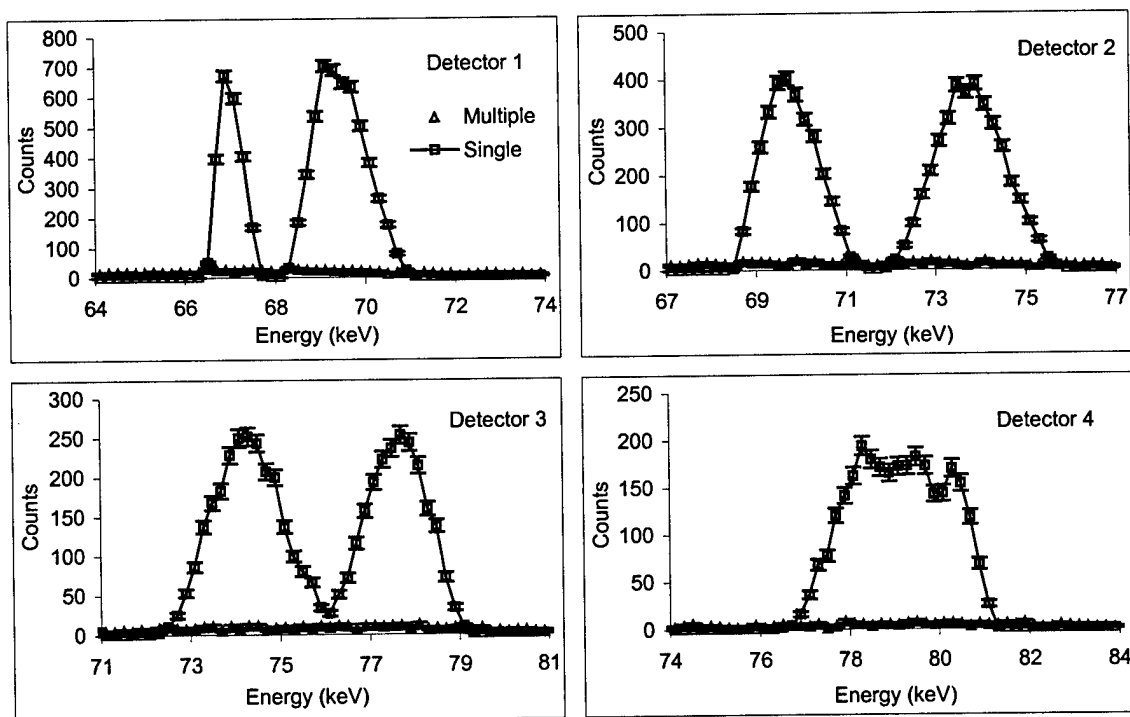 800
700
600
500
400
300
200
100
0
Counts
Detector 1
Multiple
Single
64 66 68 70 72 74
Energy (keV)
500
400
300
200
100
0
Counts
Detector 2
67 69 71 73 75 77
Energy (keV)
300
250
200
150
100
50
0
Counts
Detector 3
71 73 75 77 79 81
Energy (keV)
250
200
150
100
50
0
Counts
Detector 4
74 76 78 80 82 84
Energy (keV)